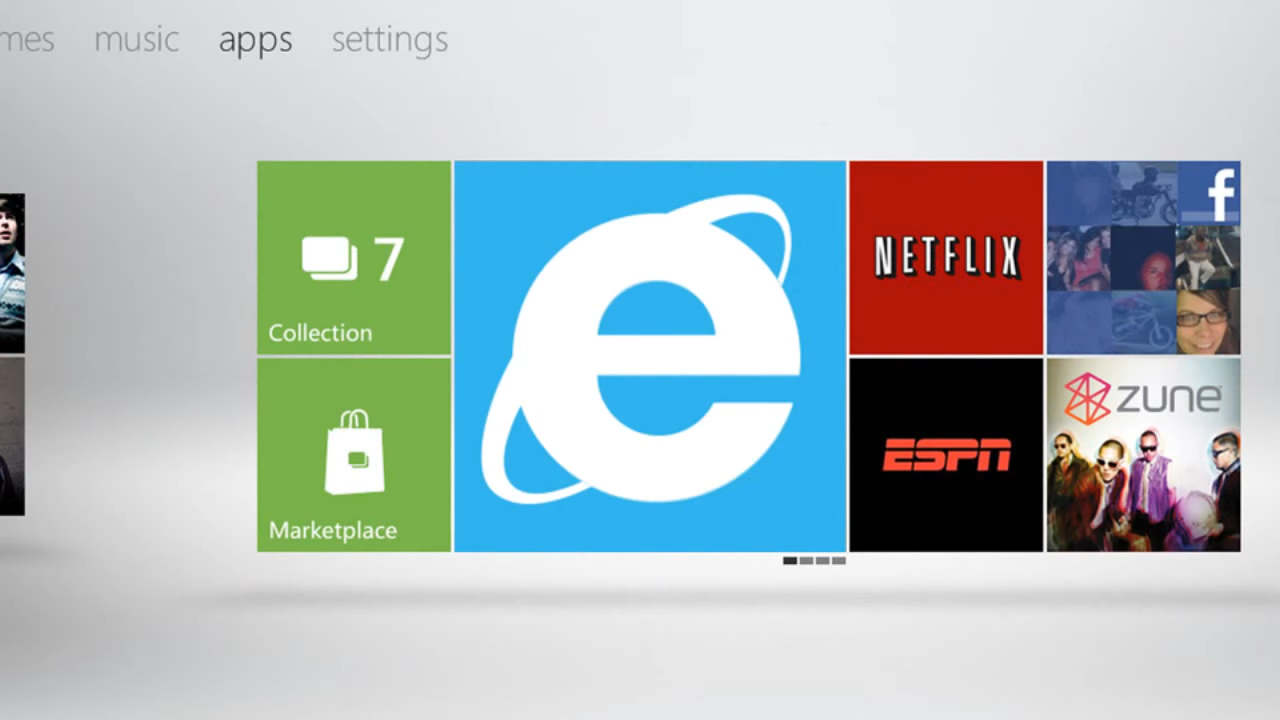 mes music apps settings
7
Collection
Marketplace
e
NETFLIX
ESPN
f
zune